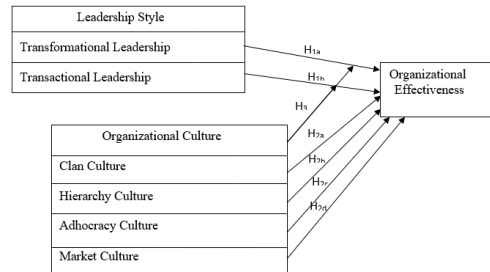 Leadership Style
Transformational Leadership
Transactional Leadership
H1a
H1b
H3
Organizational
Effectiveness
Organizational Culture
Clan Culture
Hierarchy Culture
Adhocracy Culture
Market Culture
H2a
H2b
H2c
H2d